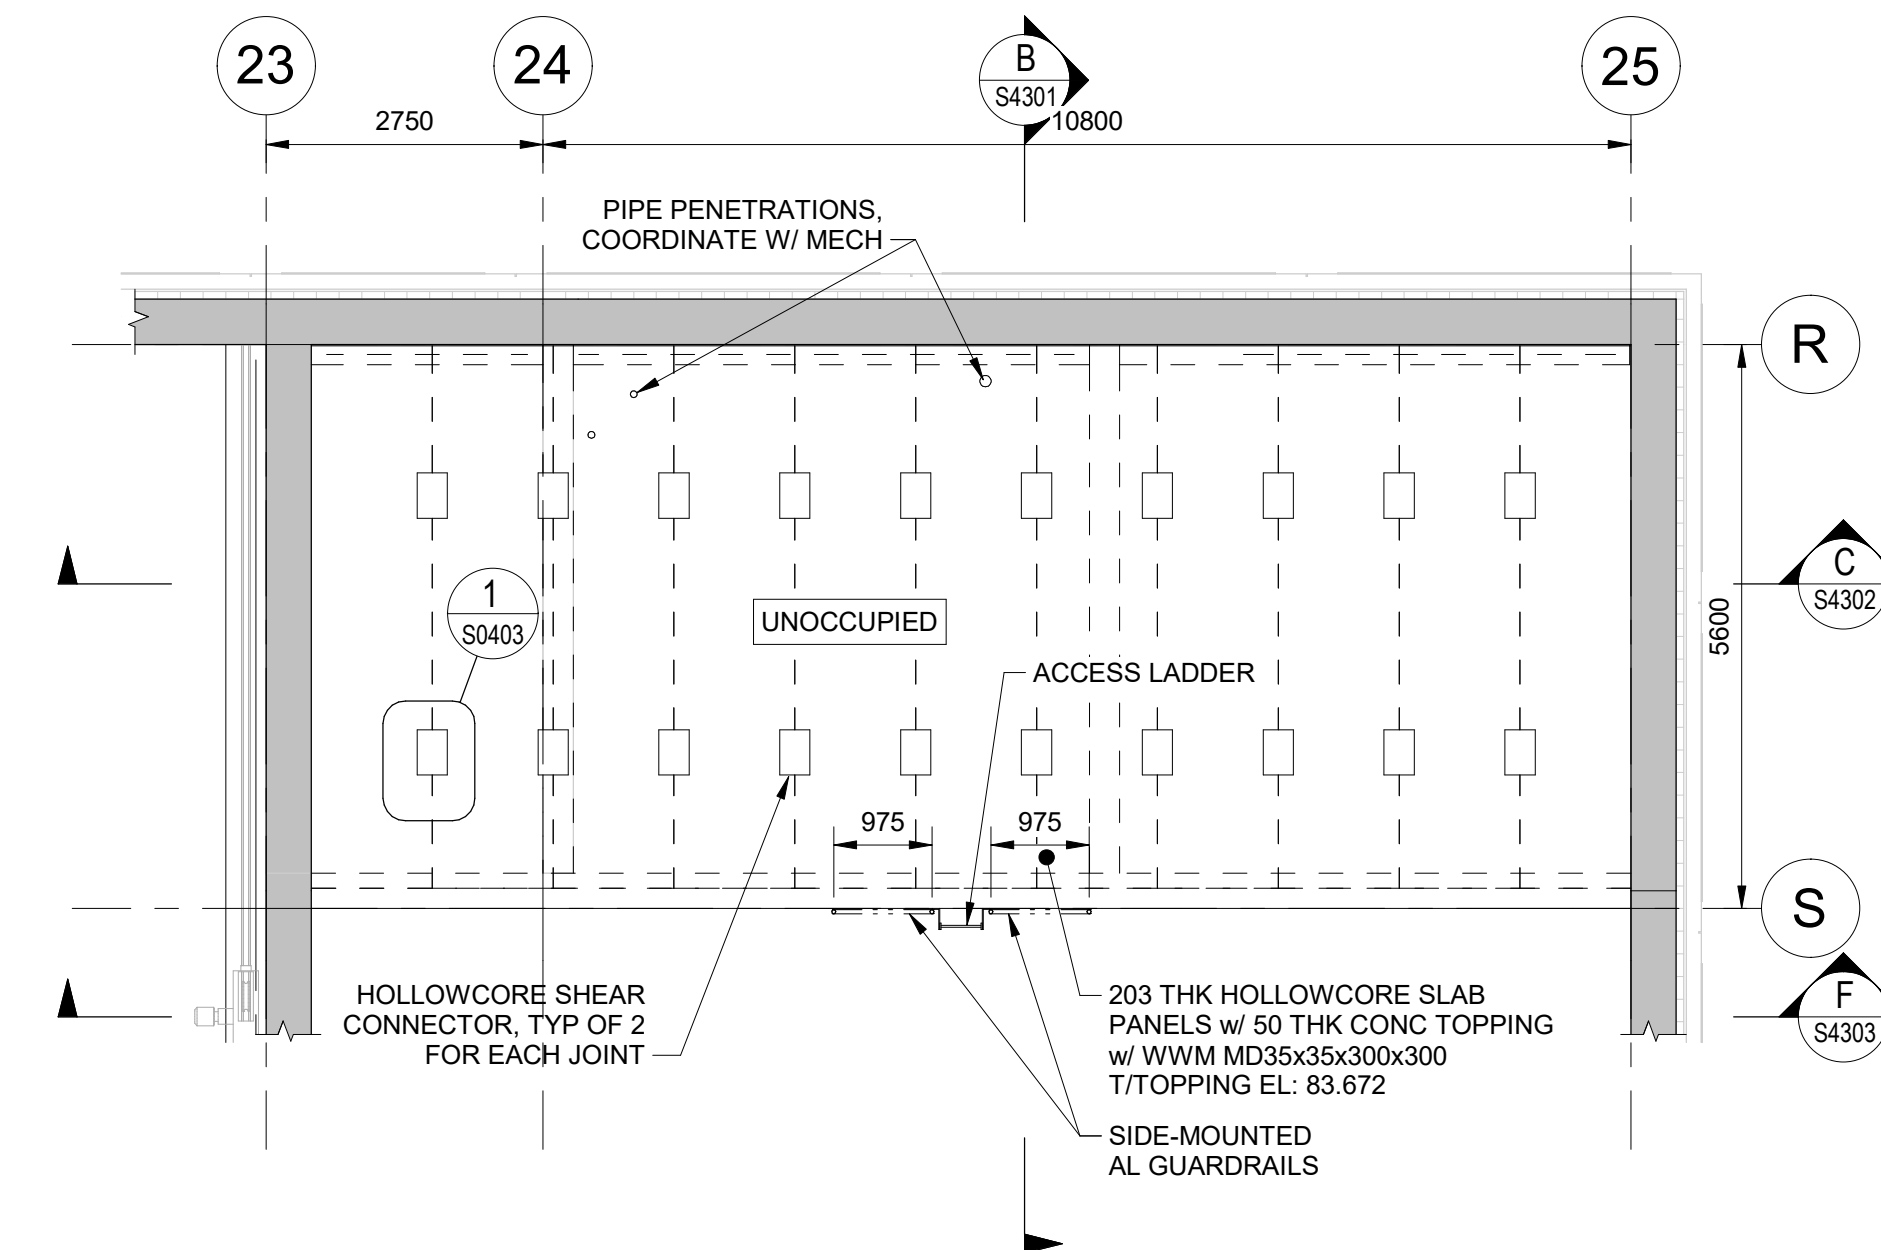 23
24
B
S4301
25
2750
10800
PIPE PENETRATIONS,
COORDINATE W/ MECH
R
1
S0403
UNOCCUPIED
C
S4302
5600
ACCESS LADDER
975
975
S
HOLLOWCORE SHEAR
CONNECTOR, TYP OF 2
FOR EACH JOINT
203 THK HOLLOWCORE SLAB
PANELS w/ 50 THK CONC TOPPING
w/ WWM MD35x35x300x300
T/TOPPING EL: 83.672
F
S4303
SIDE-MOUNTED
AL GUARDRAILS